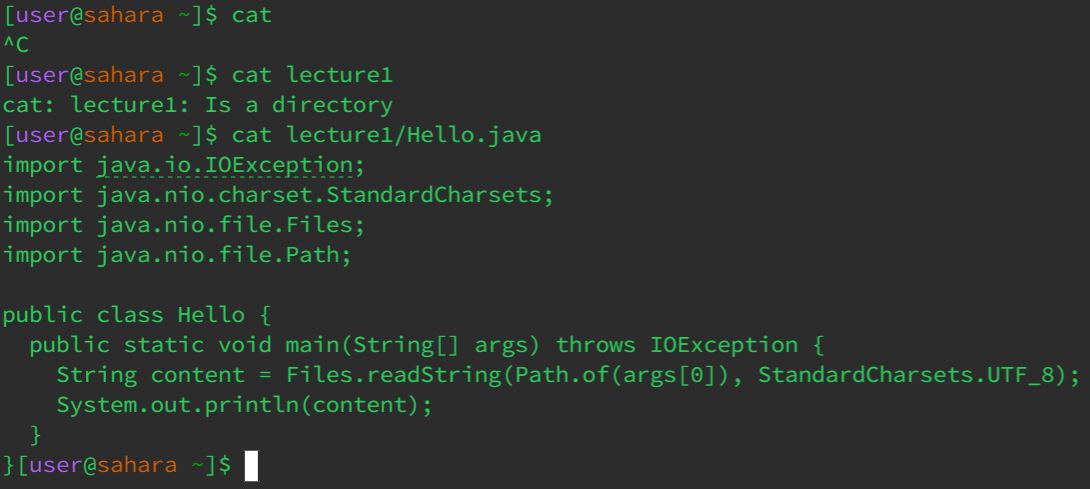 [user@sahara ~]$ cat
^C
[user@sahara ~]$ cat lecture1
cat: lecture1: Is a directory
[user@sahara ~]$ cat lecture1/Hello.java
import java.io.IOException;
import java.nio.charset.StandardCharsets;
import java.nio.file.Files;
import java.nio.file.Path;

public class Hello {
  public static void main(String[] args) throws IOException {
    String content = Files.readString(Path.of(args[0]), StandardCharsets.UTF_8);
    System.out.println(content);
  }
}[user@sahara ~]$